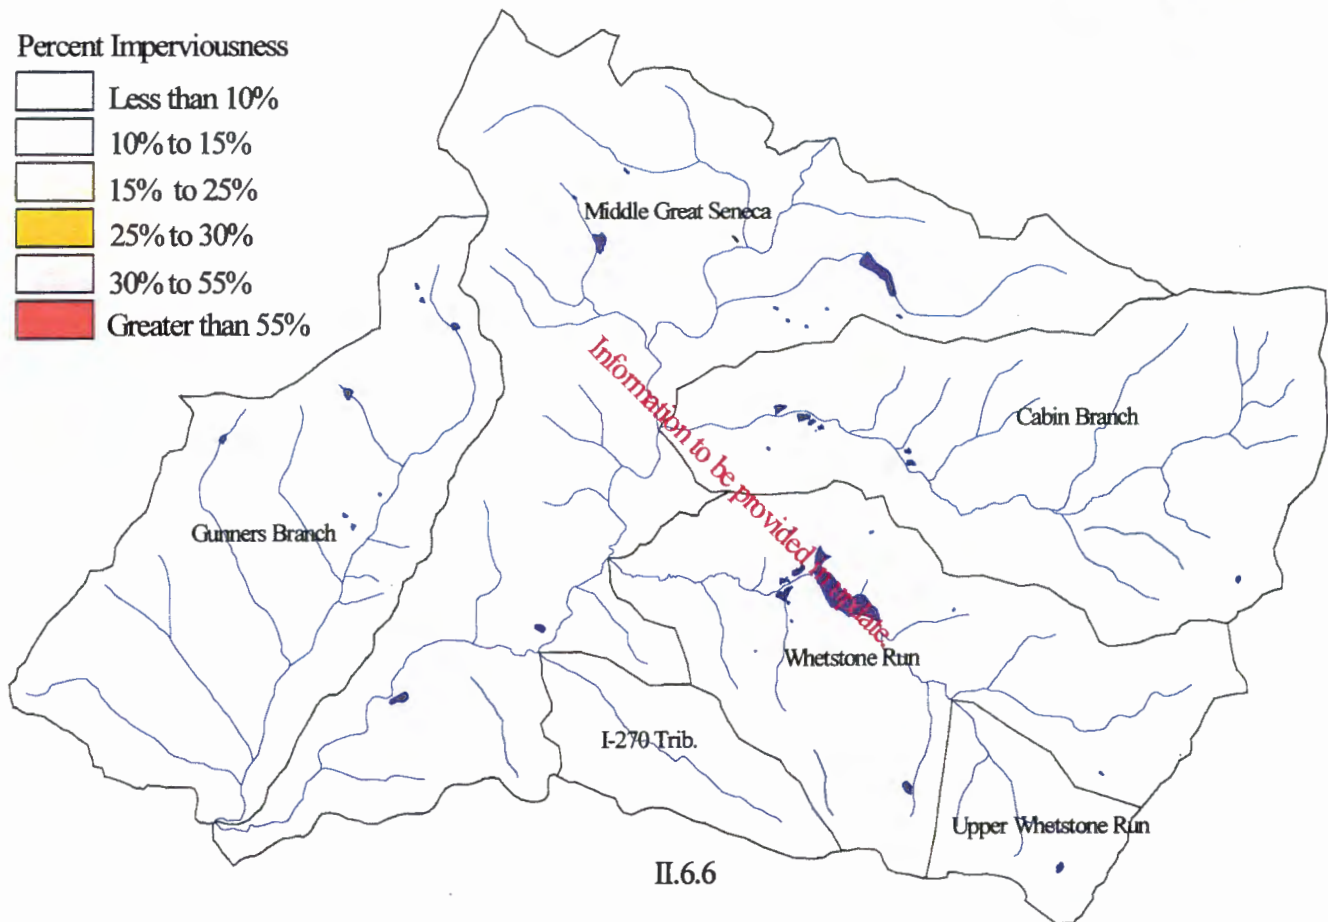 Percent Imperviousness
Less than 10%
10% to 15%
15% to 25%
25% to 30%
30% to 55%
Greater than 55%
Middle Great Seneca
Information to be provided in update.
Cabin Branch
Gunners Branch
Whetstone Run
I-270 Trib.
Upper Whetstone Run
II.6.6